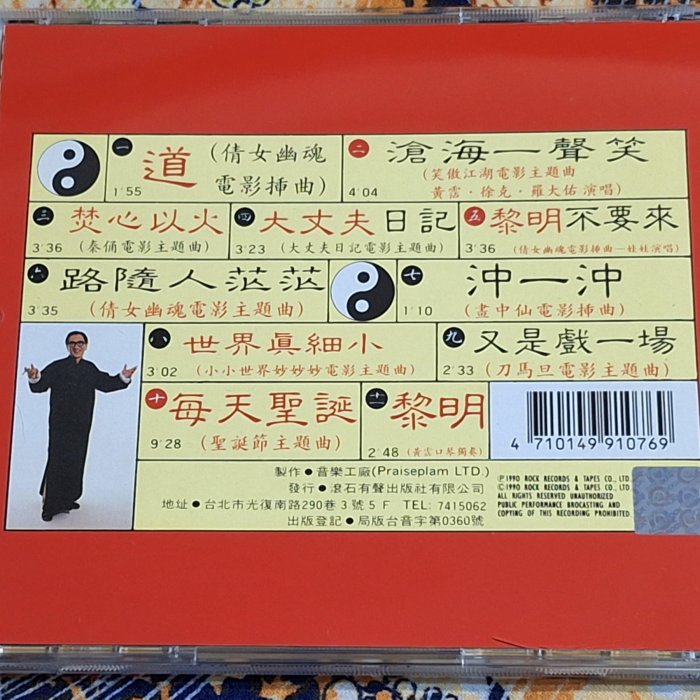 一 道 (倩女幽魂
電影挿曲)
1'55
二 滄海一聲笑
(笑傲江湖電影主題曲
黃霑・徐克・羅大佑演唱)
4'04
三 焚心以火
3'36 (秦俑電影主題曲)
四 大丈夫日記
3'23 (大丈夫日記電影主題曲)
五 黎明不要來
3'36 (倩女幽魂電影挿曲—娃娃演唱)
六 路隨人茫茫
3'35 (倩女幽魂電影主題曲)
七 沖一沖
1'10 (畫中仙電影挿曲)
八 世界真細小
3'02 (小小世界妙妙妙電影主題曲)
九 又是戲一場
2'33 (刀馬旦電影主題曲)
十 每天聖誕
9'28 (聖誕節主題曲)
十一 黎明
2'48 (黃霑口琴獨奏)
4 710149 910769
製作●音樂工廠(Praiseplam LTD.)
發行●滾石有聲出版社有限公司
地址●台北市光復南路290巷3號5F TEL: 7415062
出版登記●局版台音字第0360號
Ⓟ1990 ROCK RECORDS & TAPES CO., LTD.
©1990 ROCK RECORDS & TAPES CO., LTD.
ALL RIGHTS RESERVED UNAUTHORIZED
PUBLIC PERFORMANCE BROCASTING AND
COPYING OF THIS RECORDING PROHIBITED